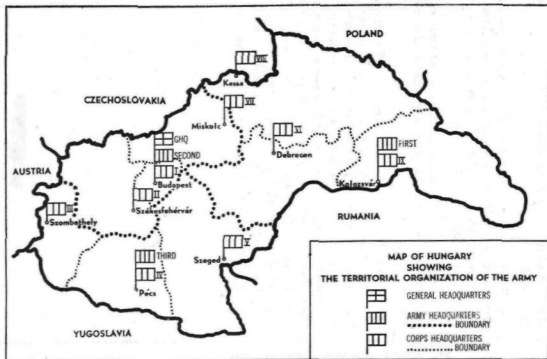 POLAND
VIII
Kassa
CZECHOSLOVAKIA
VII
Miskolc
GHQ
SECOND
I
Budapest
VI
Debrecen
FIRST
IX
Kolozsvár
AUSTRIA
III
Szombathely
II
Székesfehérvár
RUMANIA
V
Szeged
THIRD
IV
Pécs
YUGOSLAVIA
MAP OF HUNGARY
SHOWING
THE TERRITORIAL ORGANIZATION OF THE ARMY
GENERAL HEADQUARTERS
ARMY HEADQUARTERS
BOUNDARY
CORPS HEADQUARTERS
BOUNDARY